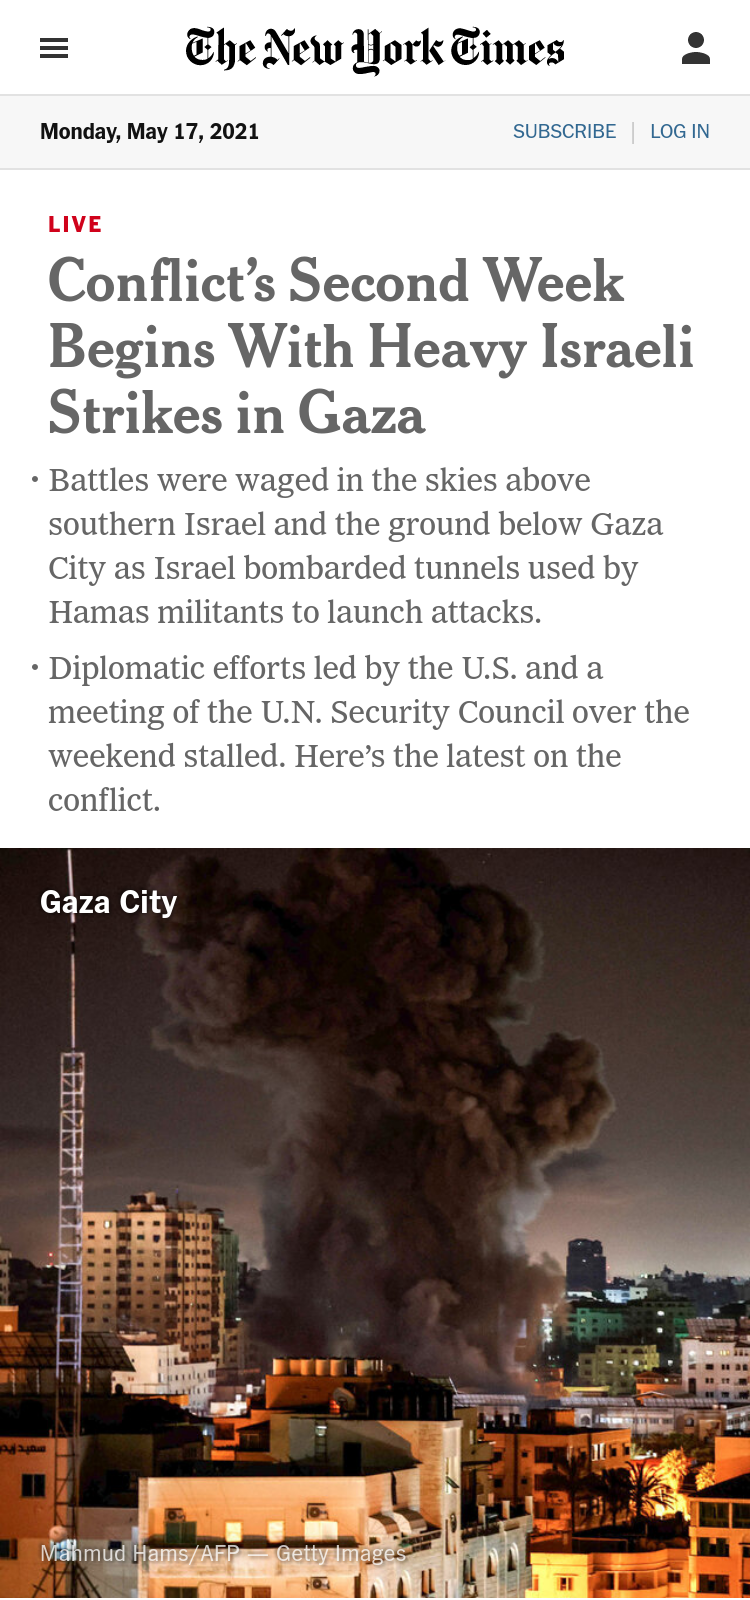 The New York Times
Monday, May 17, 2021
SUBSCRIBE | LOG IN
LIVE
Conflict’s Second Week
Begins With Heavy Israeli
Strikes in Gaza
• Battles were waged in the skies above
southern Israel and the ground below Gaza
City as Israel bombarded tunnels used by
Hamas militants to launch attacks.
• Diplomatic efforts led by the U.S. and a
meeting of the U.N. Security Council over the
weekend stalled. Here’s the latest on the
conflict.
Gaza City
Mahmud Hams/AFP — Getty Images